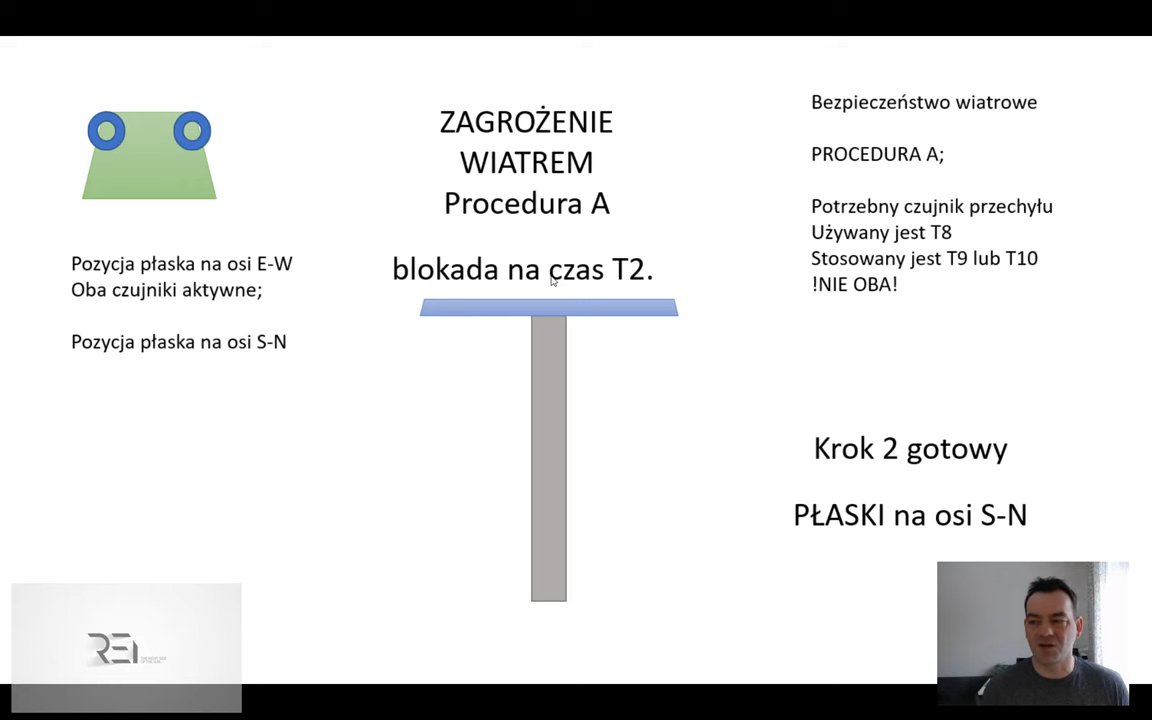 Pozycja płaska na osi E-W
Oba czujniki aktywne;
Pozycja płaska na osi S-N
ZAGROŻENIE
WIATREM
Procedura A
blokada na czas T2.
Bezpieczeństwo wiatrowe
PROCEDURA A;
Potrzebny czujnik przechyłu
Używany jest T8
Stosowany jest T9 lub T10
!NIE OBA!
Krok 2 gotowy
PŁASKI na osi S-N
REI